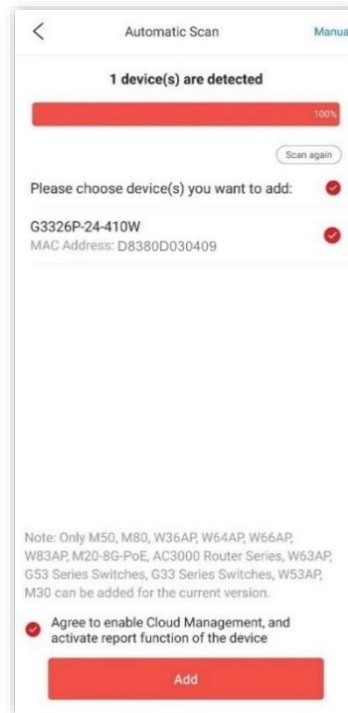 Automatic Scan
Manua
1 device(s) are detected
100%
Scan again
Please choose device(s) you want to add:
G3326P-24-410W
MAC Address: D8380D030409
Note: Only M50, M80, W36AP, W64AP, W66AP,
W83AP, M20-8G-PoE, AC3000 Router Series, W63AP,
G53 Series Switches, G33 Series Switches, W53AP,
M30 can be added for the current version.
Agree to enable Cloud Management, and
activate report function of the device
Add